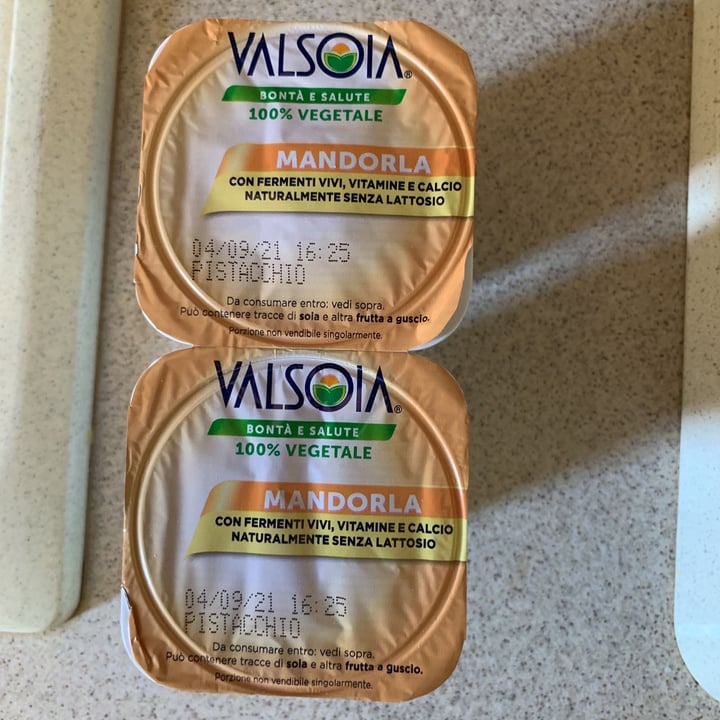 VALSOIA®
BONTÀ E SALUTE
100% VEGETALE
MANDORLA
CON FERMENTI VIVI, VITAMINE E CALCIO
NATURALMENTE SENZA LATTOSIO
04/09/21 16:25
PISTACCHIO
Da consumare entro: vedi sopra.
Può contenere tracce di soia e altra frutta a guscio.
Porzione non vendibile singolarmente.
VALSOIA®
BONTÀ E SALUTE
100% VEGETALE
MANDORLA
CON FERMENTI VIVI, VITAMINE E CALCIO
NATURALMENTE SENZA LATTOSIO
04/09/21 16:25
PISTACCHIO
Da consumare entro: vedi sopra.
Può contenere tracce di soia e altra frutta a guscio.
Porzione non vendibile singolarmente.